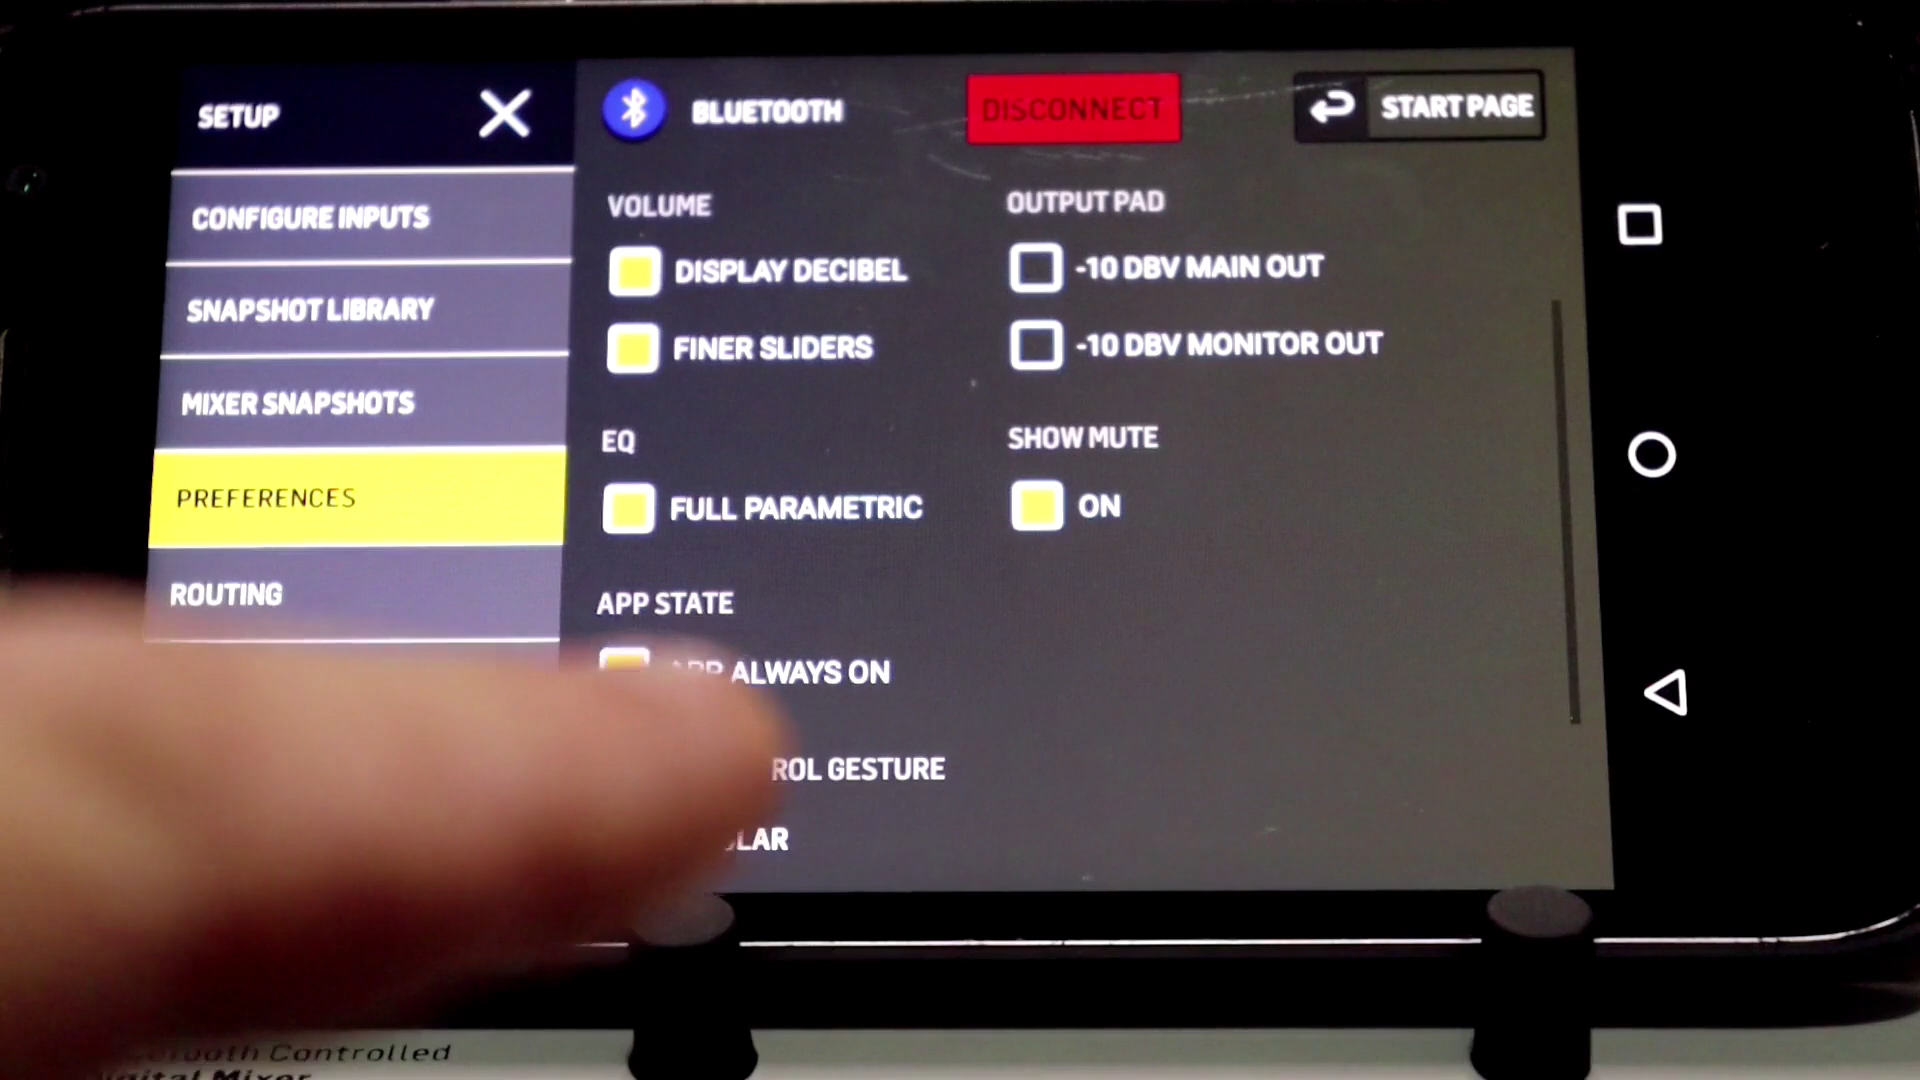 SETUP
CONFIGURE INPUTS
SNAPSHOT LIBRARY
MIXER SNAPSHOTS
PREFERENCES
ROUTING
BLUETOOTH
DISCONNECT
START PAGE
VOLUME
DISPLAY DECIBEL
FINER SLIDERS
EQ
FULL PARAMETRIC
APP STATE
APP ALWAYS ON
GESTURE
OUTPUT PAD
-10 DBV MAIN OUT
-10 DBV MONITOR OUT
SHOW MUTE
ON
Controlled
Mixer